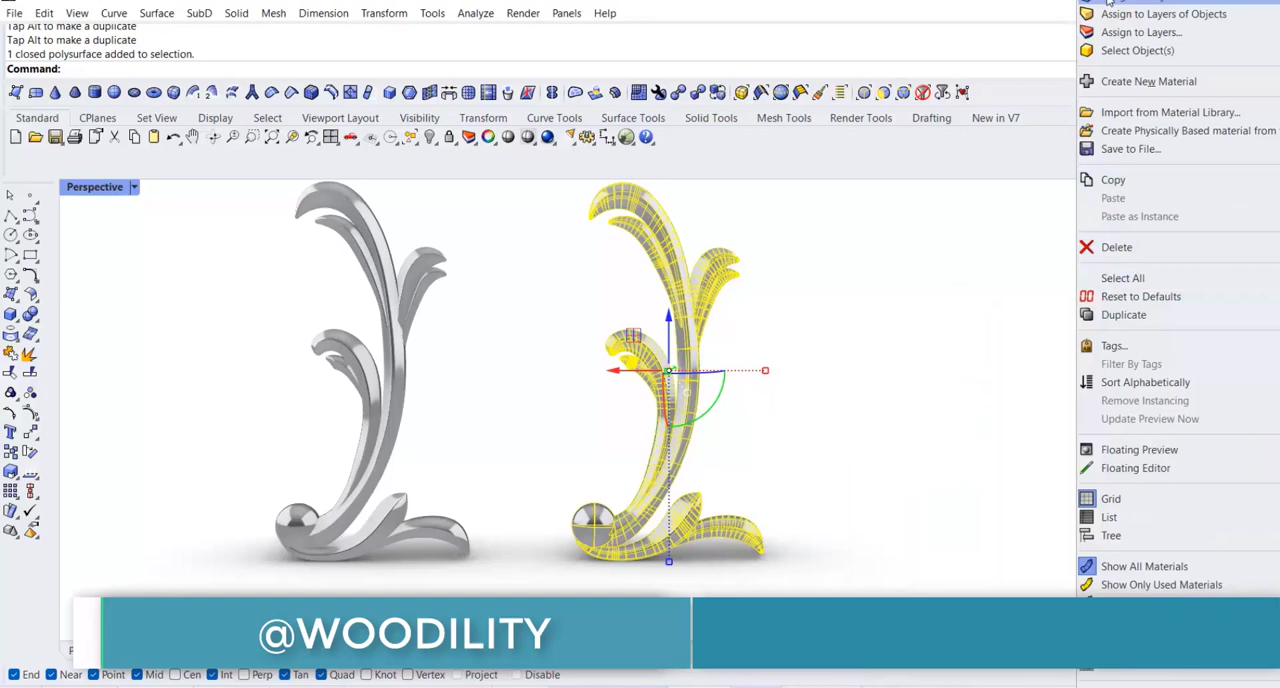 File Edit View Curve Surface SubD Solid Mesh Dimension Transform Tools Analyze Render Panels Help
Tap Alt to make a duplicate
Tap Alt to make a duplicate
1 closed polysurface added to selection.
Command:
Standard CPlanes Set View Display Select Viewport Layout Visibility Transform Curve Tools Surface Tools Solid Tools Mesh Tools Render Tools Drafting New in V7
Perspective
Assign to Layers of Objects
Assign to Layers...
Select Object(s)
Create New Material
Import from Material Library...
Create Physically Based material from
Save to File...
Copy
Paste
Paste as Instance
Delete
Select All
Reset to Defaults
Duplicate
Tags...
Filter By Tags
Sort Alphabetically
Remove Instancing
Update Preview Now
Floating Preview
Floating Editor
Grid
List
Tree
Show All Materials
Show Only Used Materials
@WOODILITY
End Near Point Mid Cen Int Perp Tan Quad Knot Vertex Project Disable